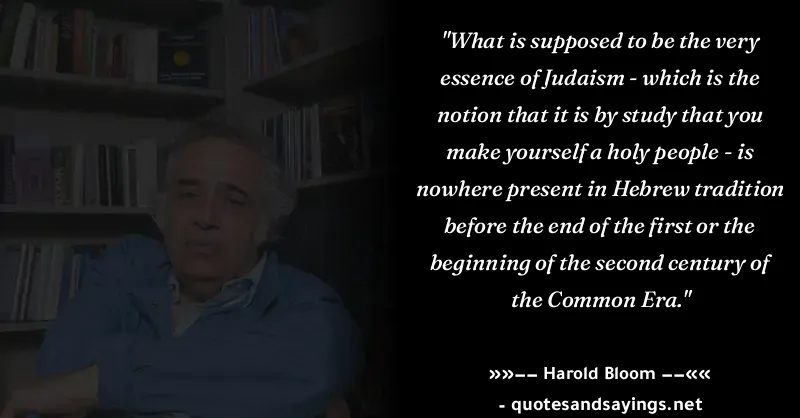 "What is supposed to be the very
essence of Judaism - which is the
notion that it is by study that you
make yourself a holy people - is
nowhere present in Hebrew tradition
before the end of the first or the
beginning of the second century of
the Common Era."
»»−− Harold Bloom −−««
- quotesandsayings.net